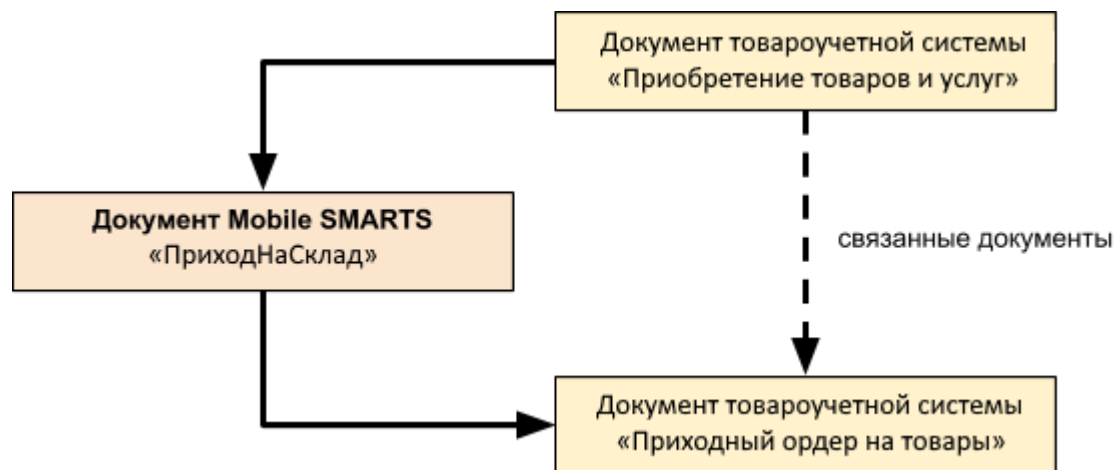 Документ товароучетной системы
«Приобретение товаров и услуг»
Документ Mobile SMARTS
«ПриходНаСклад»
связанные документы
Документ товароучетной системы
«Приходный ордер на товары»